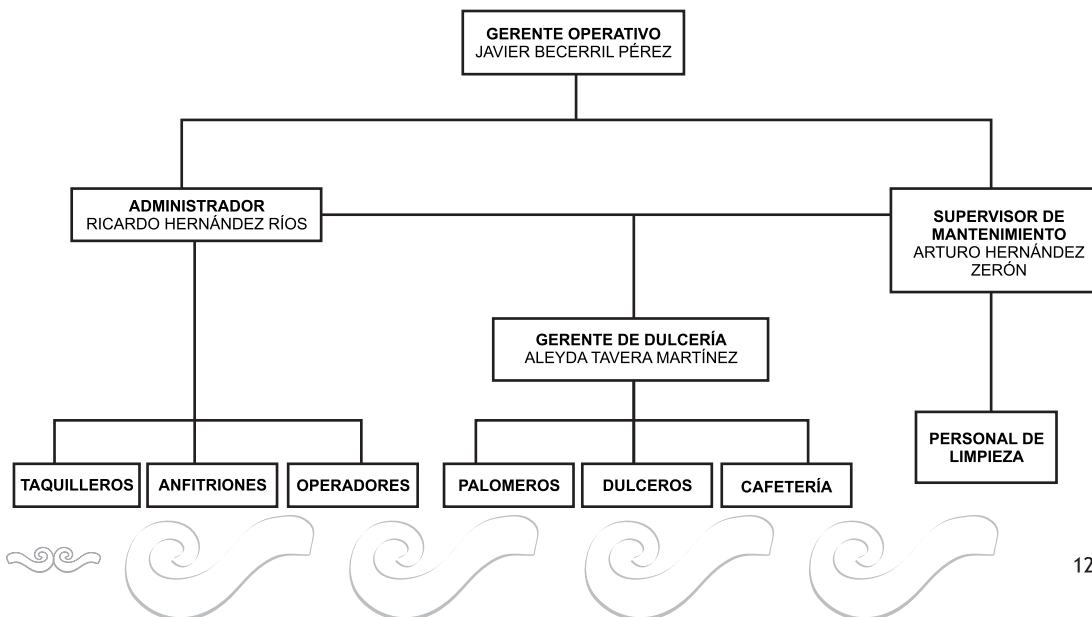 GERENTE OPERATIVO
JAVIER BECERRIL PÉREZ
ADMINISTRADOR
RICARDO HERNÁNDEZ RÍOS
SUPERVISOR DE
MANTENIMIENTO
ARTURO HERNÁNDEZ
ZERÓN
GERENTE DE DULCERÍA
ALEYDA TAVERA MARTÍNEZ
PERSONAL DE
LIMPIEZA
TAQUILLEROS
ANFITRIONES
OPERADORES
PALOMEROS
DULCEROS
CAFETERÍA
12